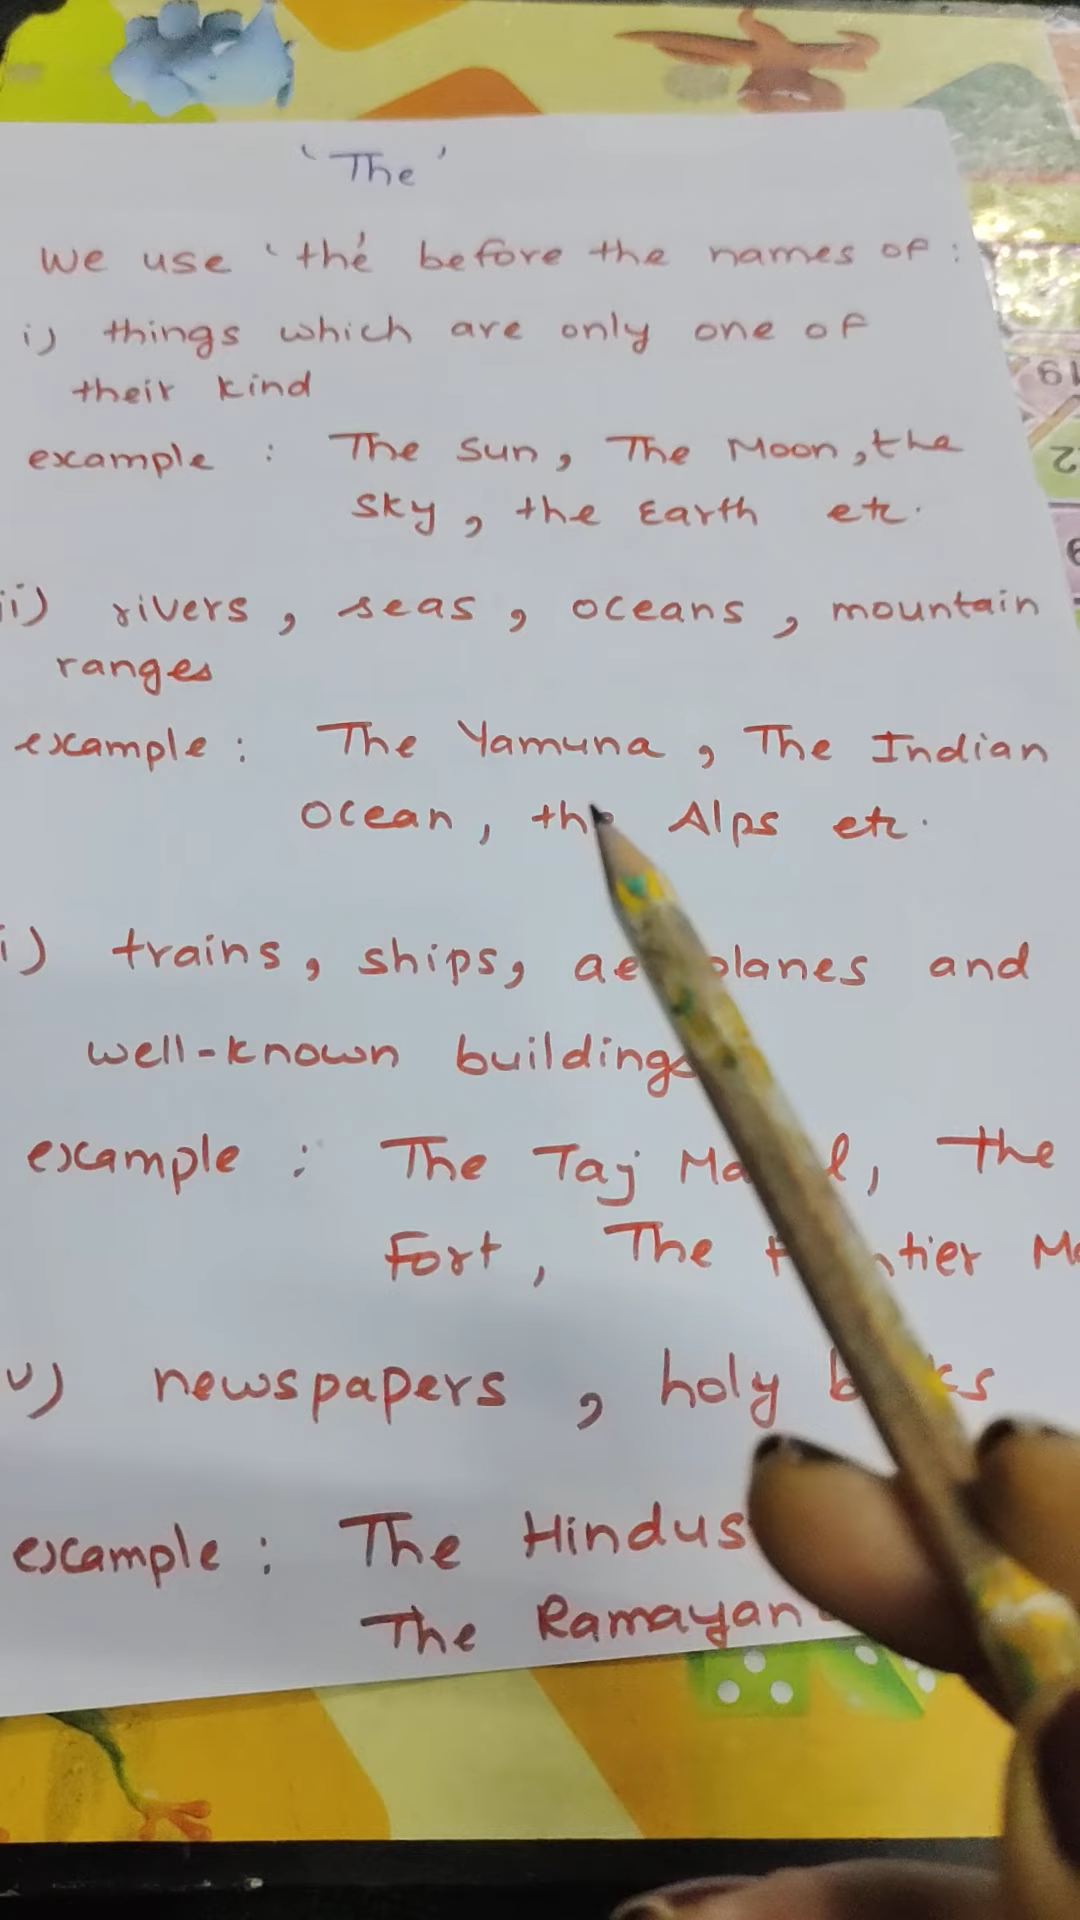 'The'
We use 'the' before the names of :
i) things which are only one of
their kind
example : The Sun, The Moon, the
Sky, the Earth etc.
ii) rivers, seas, oceans, mountain
ranges
example : The Yamuna, The Indian
Ocean, the Alps etc.
i) trains, ships, planes and
well-known buildings
example : The Taj the
Fort, The
v) newspapers, holy
example : The
The
19
2
9